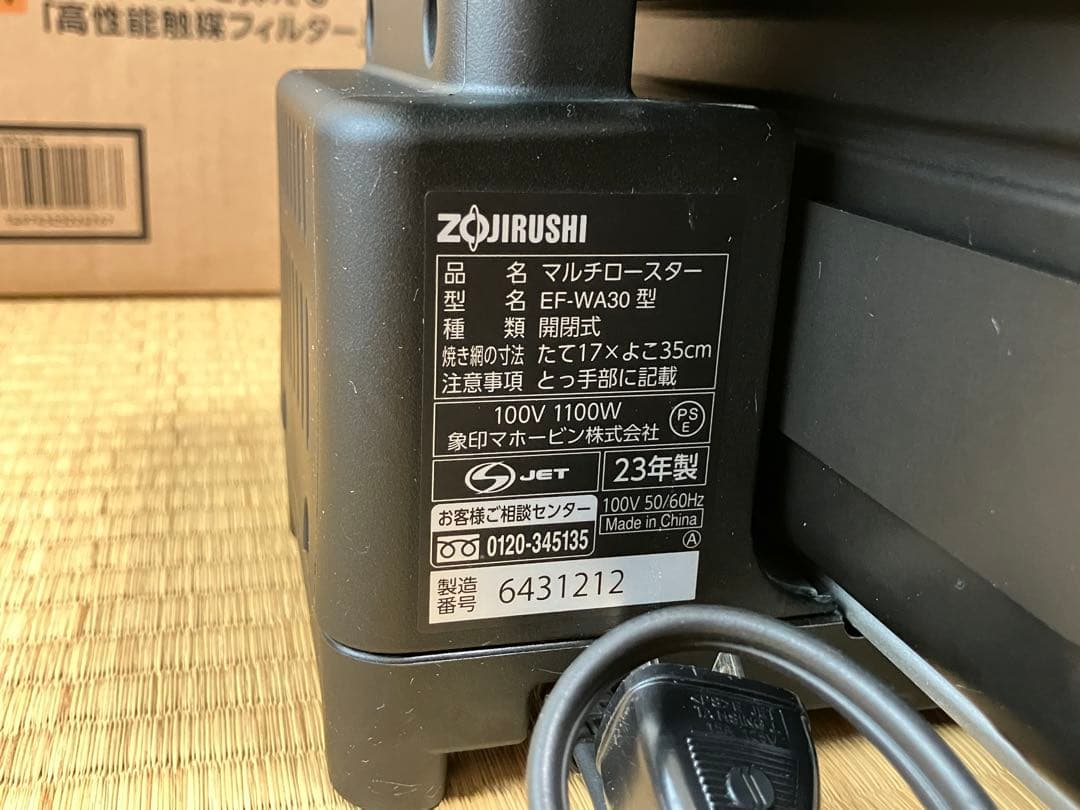 「高性能触媒フィルター」
ZOJIRUSHI
品名 マルチロースター
型名 EF-WA30 型
種類 開閉式
焼き網の寸法 たて17×よこ35cm
注意事項 とっ手部に記載
100V 1100W
象印マホービン株式会社
PS
E
S JET
23年製
100V 50/60Hz
Made in China
お客様ご相談センター
0120-345135
A
製造
番号 6431212